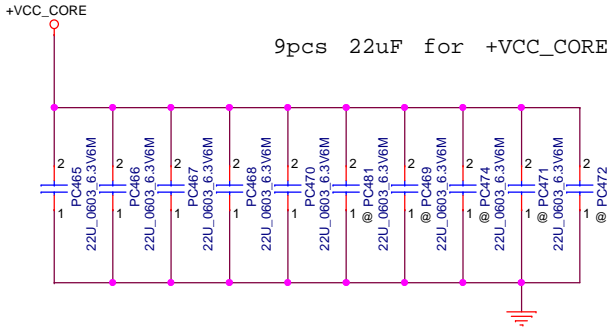 +VCC_CORE
9pcs 22uF for +VCC_CORE
2
1
PC465
22U_0603_6.3V6M
2
1
PC466
22U_0603_6.3V6M
2
1
PC467
22U_0603_6.3V6M
2
1
PC468
22U_0603_6.3V6M
2
1
PC470
22U_0603_6.3V6M
2
1
@ PC481
22U_0603_6.3V6M
2
1
@ PC469
22U_0603_6.3V6M
2
1
@ PC474
22U_0603_6.3V6M
2
1
@ PC471
22U_0603_6.3V6M
2
1
@ PC472